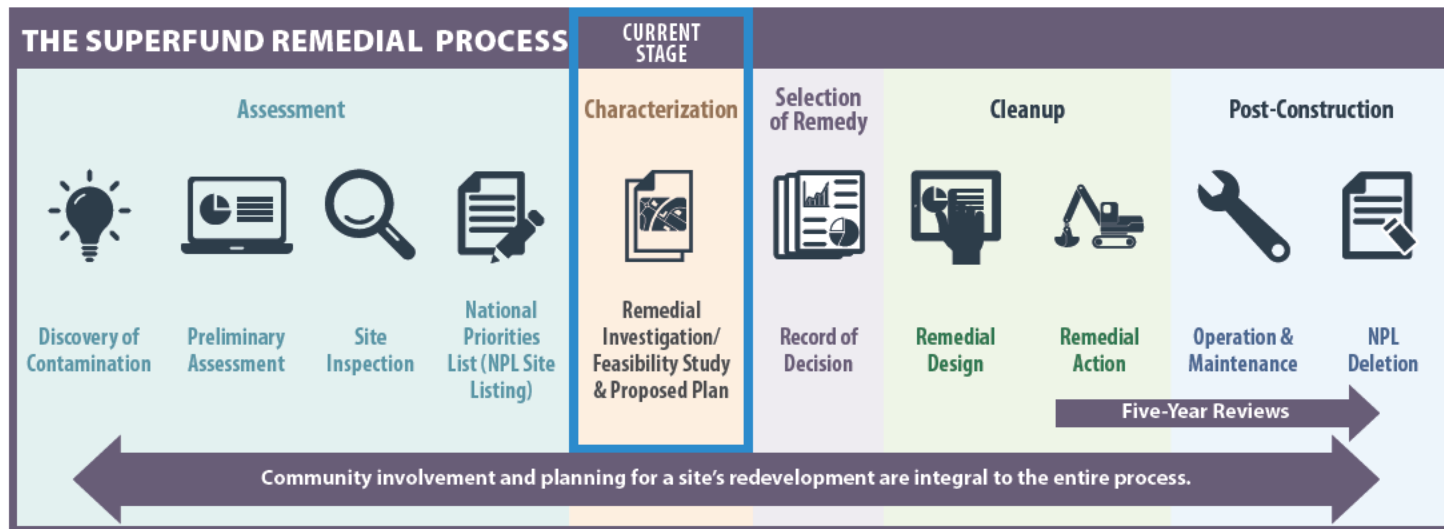 THE SUPERFUND REMEDIAL PROCESS
CURRENT
STAGE
Assessment
Characterization
Selection
of Remedy
Cleanup
Post-Construction
Discovery of
Contamination
Preliminary
Assessment
Site
Inspection
National
Priorities
List (NPL Site
Listing)
Remedial
Investigation/
Feasibility Study
& Proposed Plan
Record of
Decision
Remedial
Design
Remedial
Action
Operation &
Maintenance
NPL
Deletion
Five-Year Reviews
Community involvement and planning for a site's redevelopment are integral to the entire process.